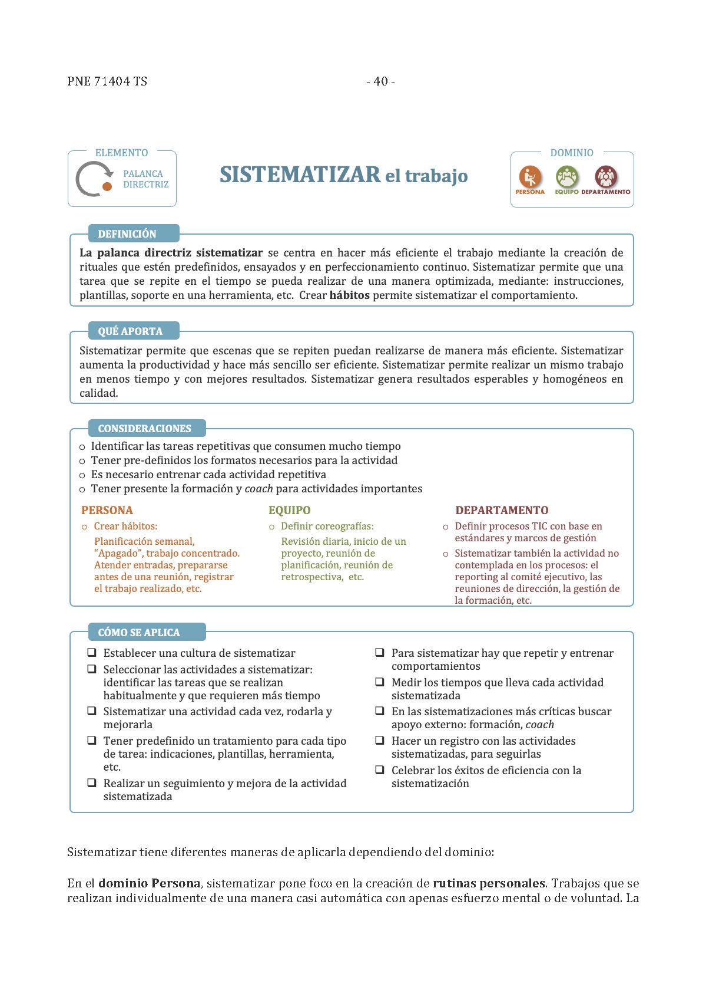 PNE 71404 TS - 40 -
ELEMENTO
PALANCA
DIRECTRIZ
SISTEMATIZAR el trabajo
DOMINIO
PERSONA EQUIPO DEPARTAMENTO
DEFINICIÓN
La palanca directriz sistematizar se centra en hacer más eficiente el trabajo mediante la creación de
rituales que estén predefinidos, ensayados y en perfeccionamiento continuo. Sistematizar permite que una
tarea que se repite en el tiempo se pueda realizar de una manera optimizada, mediante: instrucciones,
plantillas, soporte en una herramienta, etc. Crear hábitos permite sistematizar el comportamiento.
QUÉ APORTA
Sistematizar permite que escenas que se repiten puedan realizarse de manera más eficiente. Sistematizar
aumenta la productividad y hace más sencillo ser eficiente. Sistematizar permite realizar un mismo trabajo
en menos tiempo y con mejores resultados. Sistematizar genera resultados esperables y homogéneos en
calidad.
CONSIDERACIONES
o Identificar las tareas repetitivas que consumen mucho tiempo
o Tener pre-definidos los formatos necesarios para la actividad
o Es necesario entrenar cada actividad repetitiva
o Tener presente la formación y coach para actividades importantes
PERSONA
o Crear hábitos:
Planificación semanal,
“Apagado”, trabajo concentrado.
Atender entradas, prepararse
antes de una reunión, registrar
el trabajo realizado, etc.
EQUIPO
o Definir coreografías:
Revisión diaria, inicio de un
proyecto, reunión de
planificación, reunión de
retrospectiva, etc.
DEPARTAMENTO
o Definir procesos TIC con base en
estándares y marcos de gestión
o Sistematizar también la actividad no
contemplada en los procesos: el
reporting al comité ejecutivo, las
reuniones de dirección, la gestión de
la formación, etc.
CÓMO SE APLICA
❑ Establecer una cultura de sistematizar
❑ Seleccionar las actividades a sistematizar:
identificar las tareas que se realizan
habitualmente y que requieren más tiempo
❑ Sistematizar una actividad cada vez, rodarla y
mejorarla
❑ Tener predefinido un tratamiento para cada tipo
de tarea: indicaciones, plantillas, herramienta,
etc.
❑ Realizar un seguimiento y mejora de la actividad
sistematizada
❑ Para sistematizar hay que repetir y entrenar
comportamientos
❑ Medir los tiempos que lleva cada actividad
sistematizada
❑ En las sistematizaciones más críticas buscar
apoyo externo: formación, coach
❑ Hacer un registro con las actividades
sistematizadas, para seguirlas
❑ Celebrar los éxitos de eficiencia con la
sistematización
Sistematizar tiene diferentes maneras de aplicarla dependiendo del dominio:
En el dominio Persona, sistematizar pone foco en la creación de rutinas personales. Trabajos que se
realizan individualmente de una manera casi automática con apenas esfuerzo mental o de voluntad. La